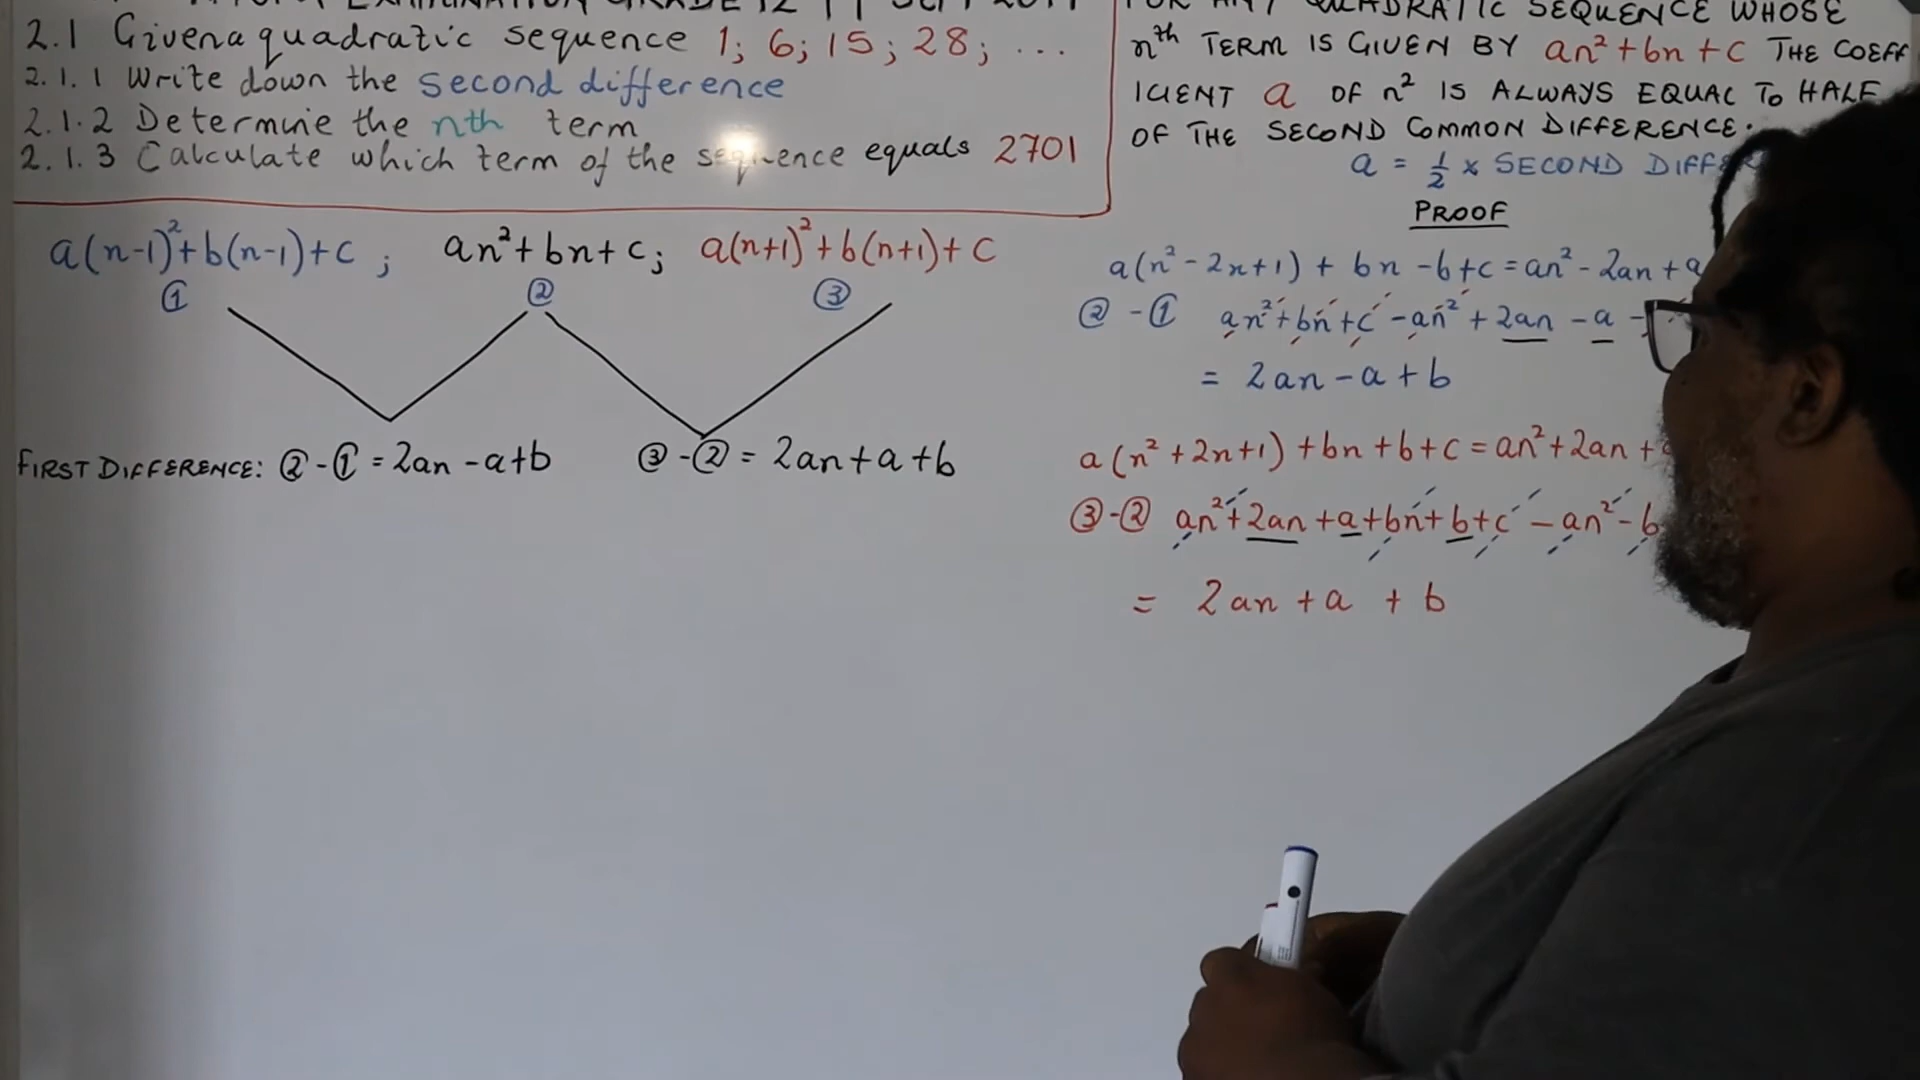 EXAMINATION GRADE 12
2.1 Given a quadratic sequence 1; 6; 15; 28; ...
2.1.1 Write down the second difference
2.1.2 Determine the nth term
2.1.3 Calculate which term of the sequence equals 2701
QUADRATIC SEQUENCE WHOSE
nth TERM IS GIVEN BY an² + bn + c THE COEFF
ICIENT a OF n² IS ALWAYS EQUAL TO HALF
OF THE SECOND COMMON DIFFERENCE.
a = 1/2 × SECOND DIFFER
PROOF
a(n-1)² + b(n-1) + c ; an² + bn + c; a(n+1)² + b(n+1) + c
① ② ③
FIRST DIFFERENCE: ② - ① = 2an - a + b ③ - ② = 2an + a + b
a(n² - 2n + 1) + bn - b + c = an² - 2an + a
② - ① an² + bn + c - an² + 2an - a -
= 2an - a + b
a(n² + 2n + 1) + bn + b + c = an² + 2an +
③ - ② an² + 2an + a + bn + b + c - an² - b
= 2an + a + b